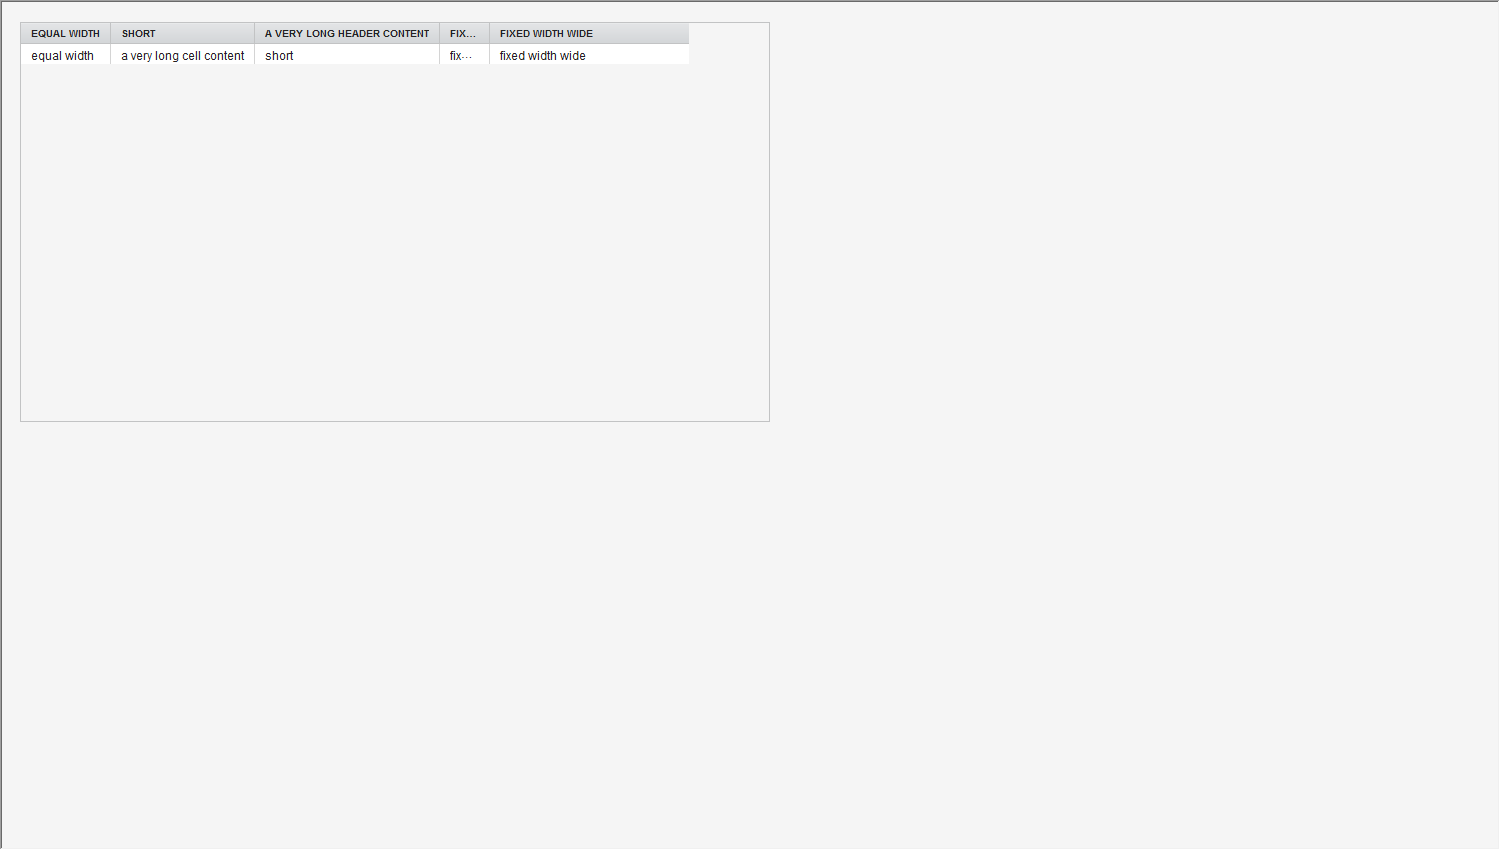 EQUAL WIDTH SHORT A VERY LONG HEADER CONTENT FIX... FIXED WIDTH WIDE
equal width a very long cell content short fix... fixed width wide